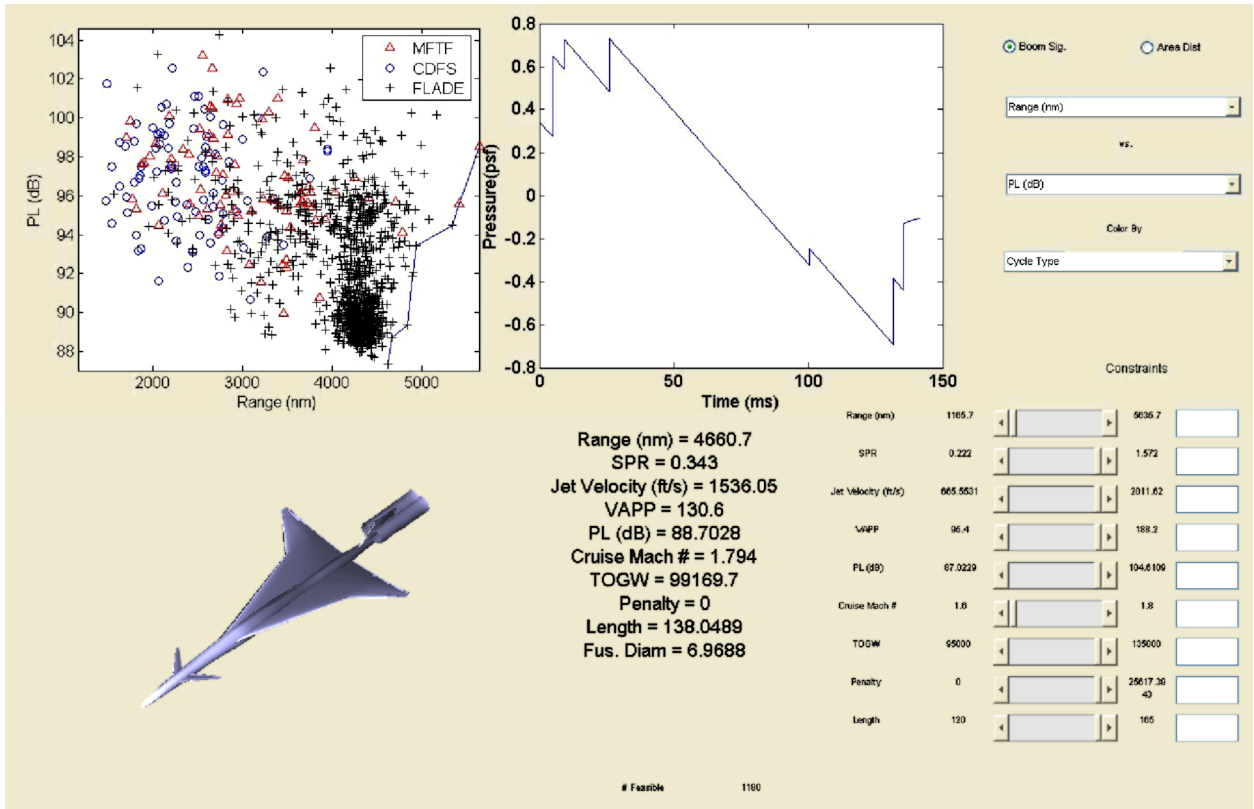 104
102
100
98
96
94
92
90
88
PL (dB)
2000 3000 4000 5000
Range (nm)
MFTF
CDFS
FLADE
0.8
0.6
0.4
0.2
0
-0.2
-0.4
-0.6
-0.8
Pressure(psf)
0 50 100 150
Time (ms)
Boom Sig. Area Dist
Range (nm)
vs.
PL (dB)
Color By
Cycle Type
Constraints
Range (nm) = 4660.7
SPR = 0.343
Jet Velocity (ft/s) = 1536.05
VAPP = 130.6
PL (dB) = 88.7028
Cruise Mach # = 1.794
TOGW = 99169.7
Penalty = 0
Length = 138.0489
Fus. Diam = 6.9688
Range (nm) 1165.7 5635.7
SPR 0.222 1.572
Jet Velocity (ft/s) 665.5531 2011.62
VAPP 95.4 188.2
PL (dB) 87.0229 104.6109
Cruise Mach # 1.6 1.8
TOGW 95000 135000
Penalty 0 25617.39
43
Length 120 165
# Feasible 1180